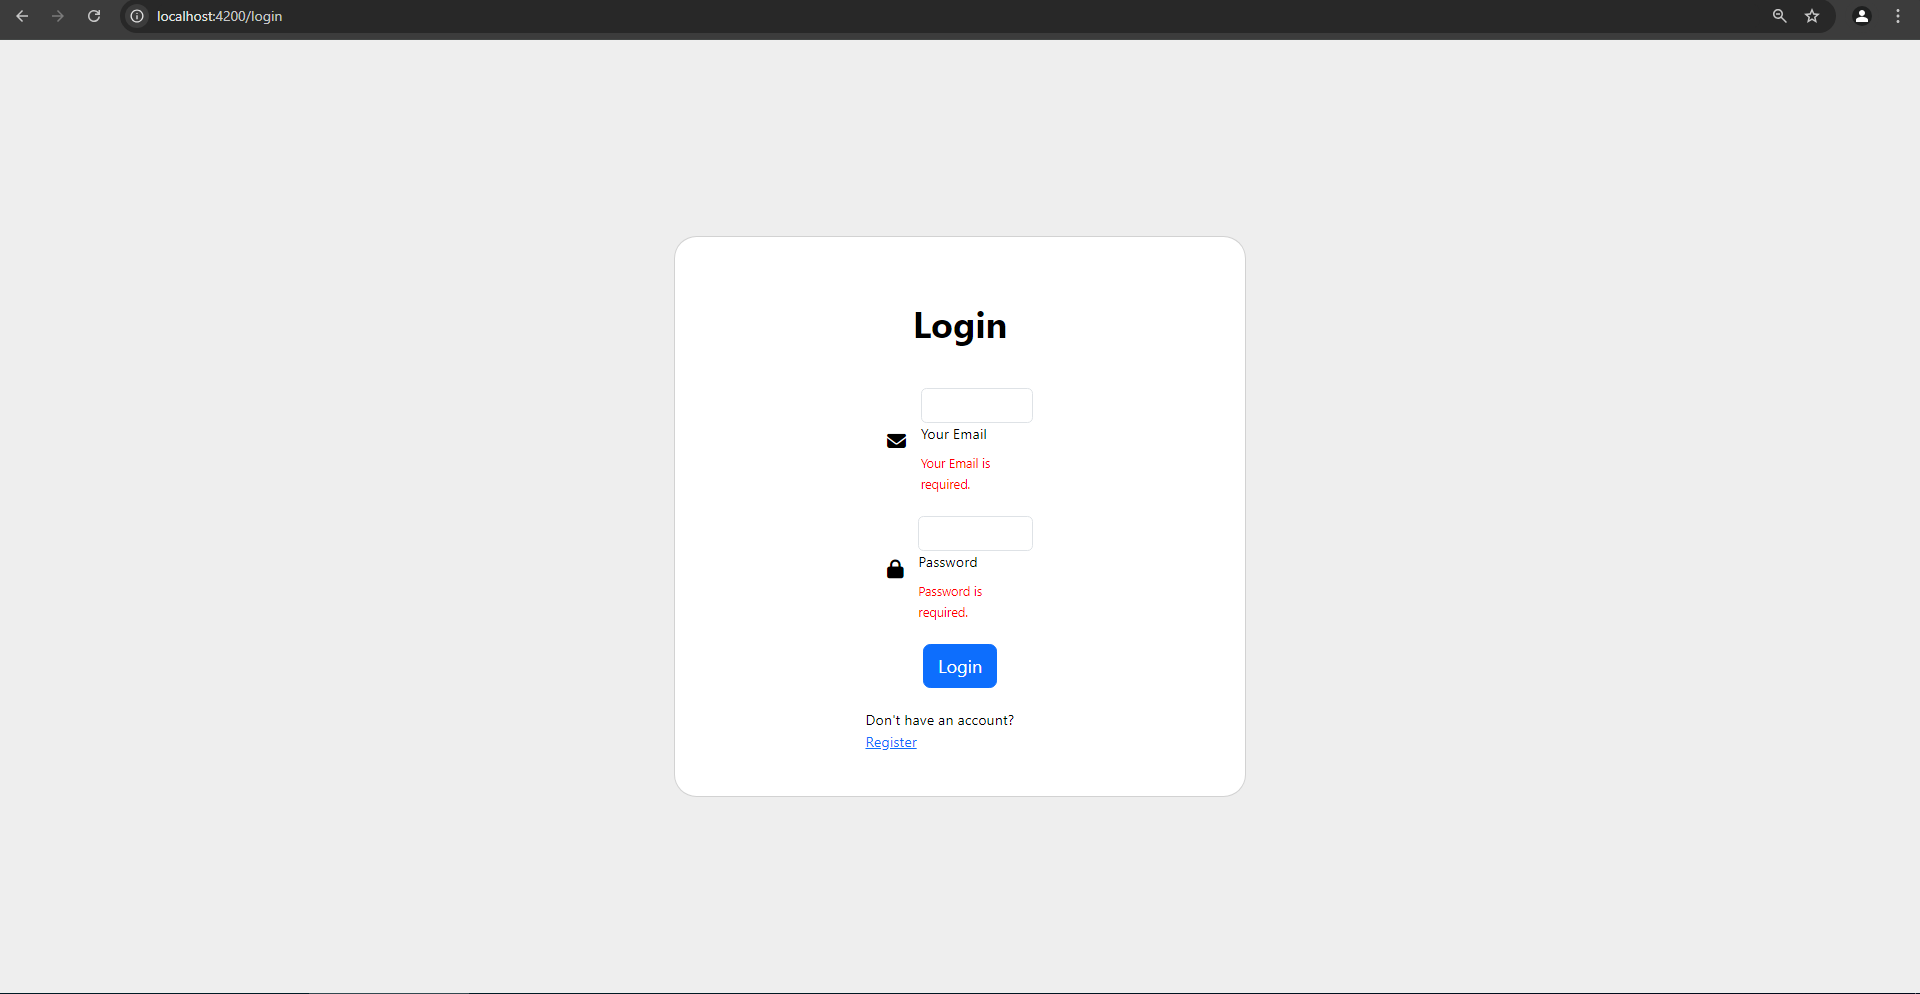 localhost:4200/login
Login
Your Email
Your Email is
required.
Password
Password is
required.
Login
Don't have an account?
Register